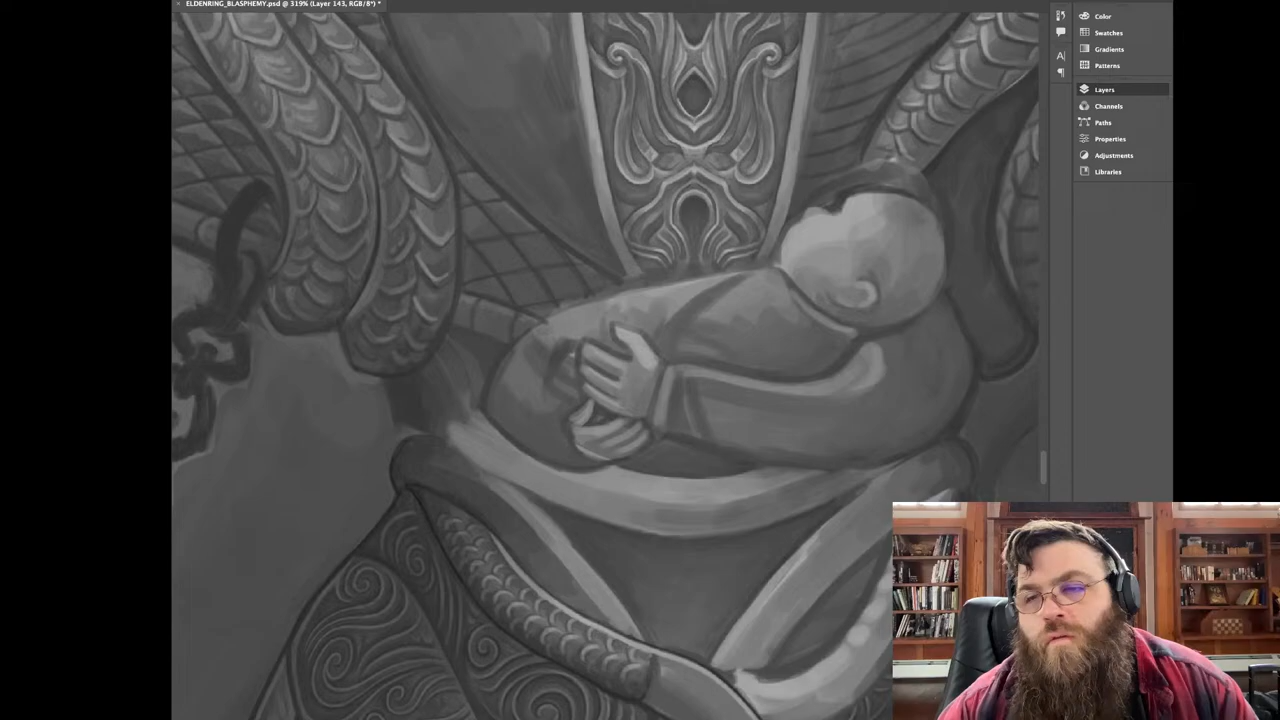 ELDENRING_BLASPHEMY.psd @ 319% (Layer 143, RGB/8*) *
Color
Swatches
Gradients
Patterns
Layers
Channels
Paths
Properties
Adjustments
Libraries